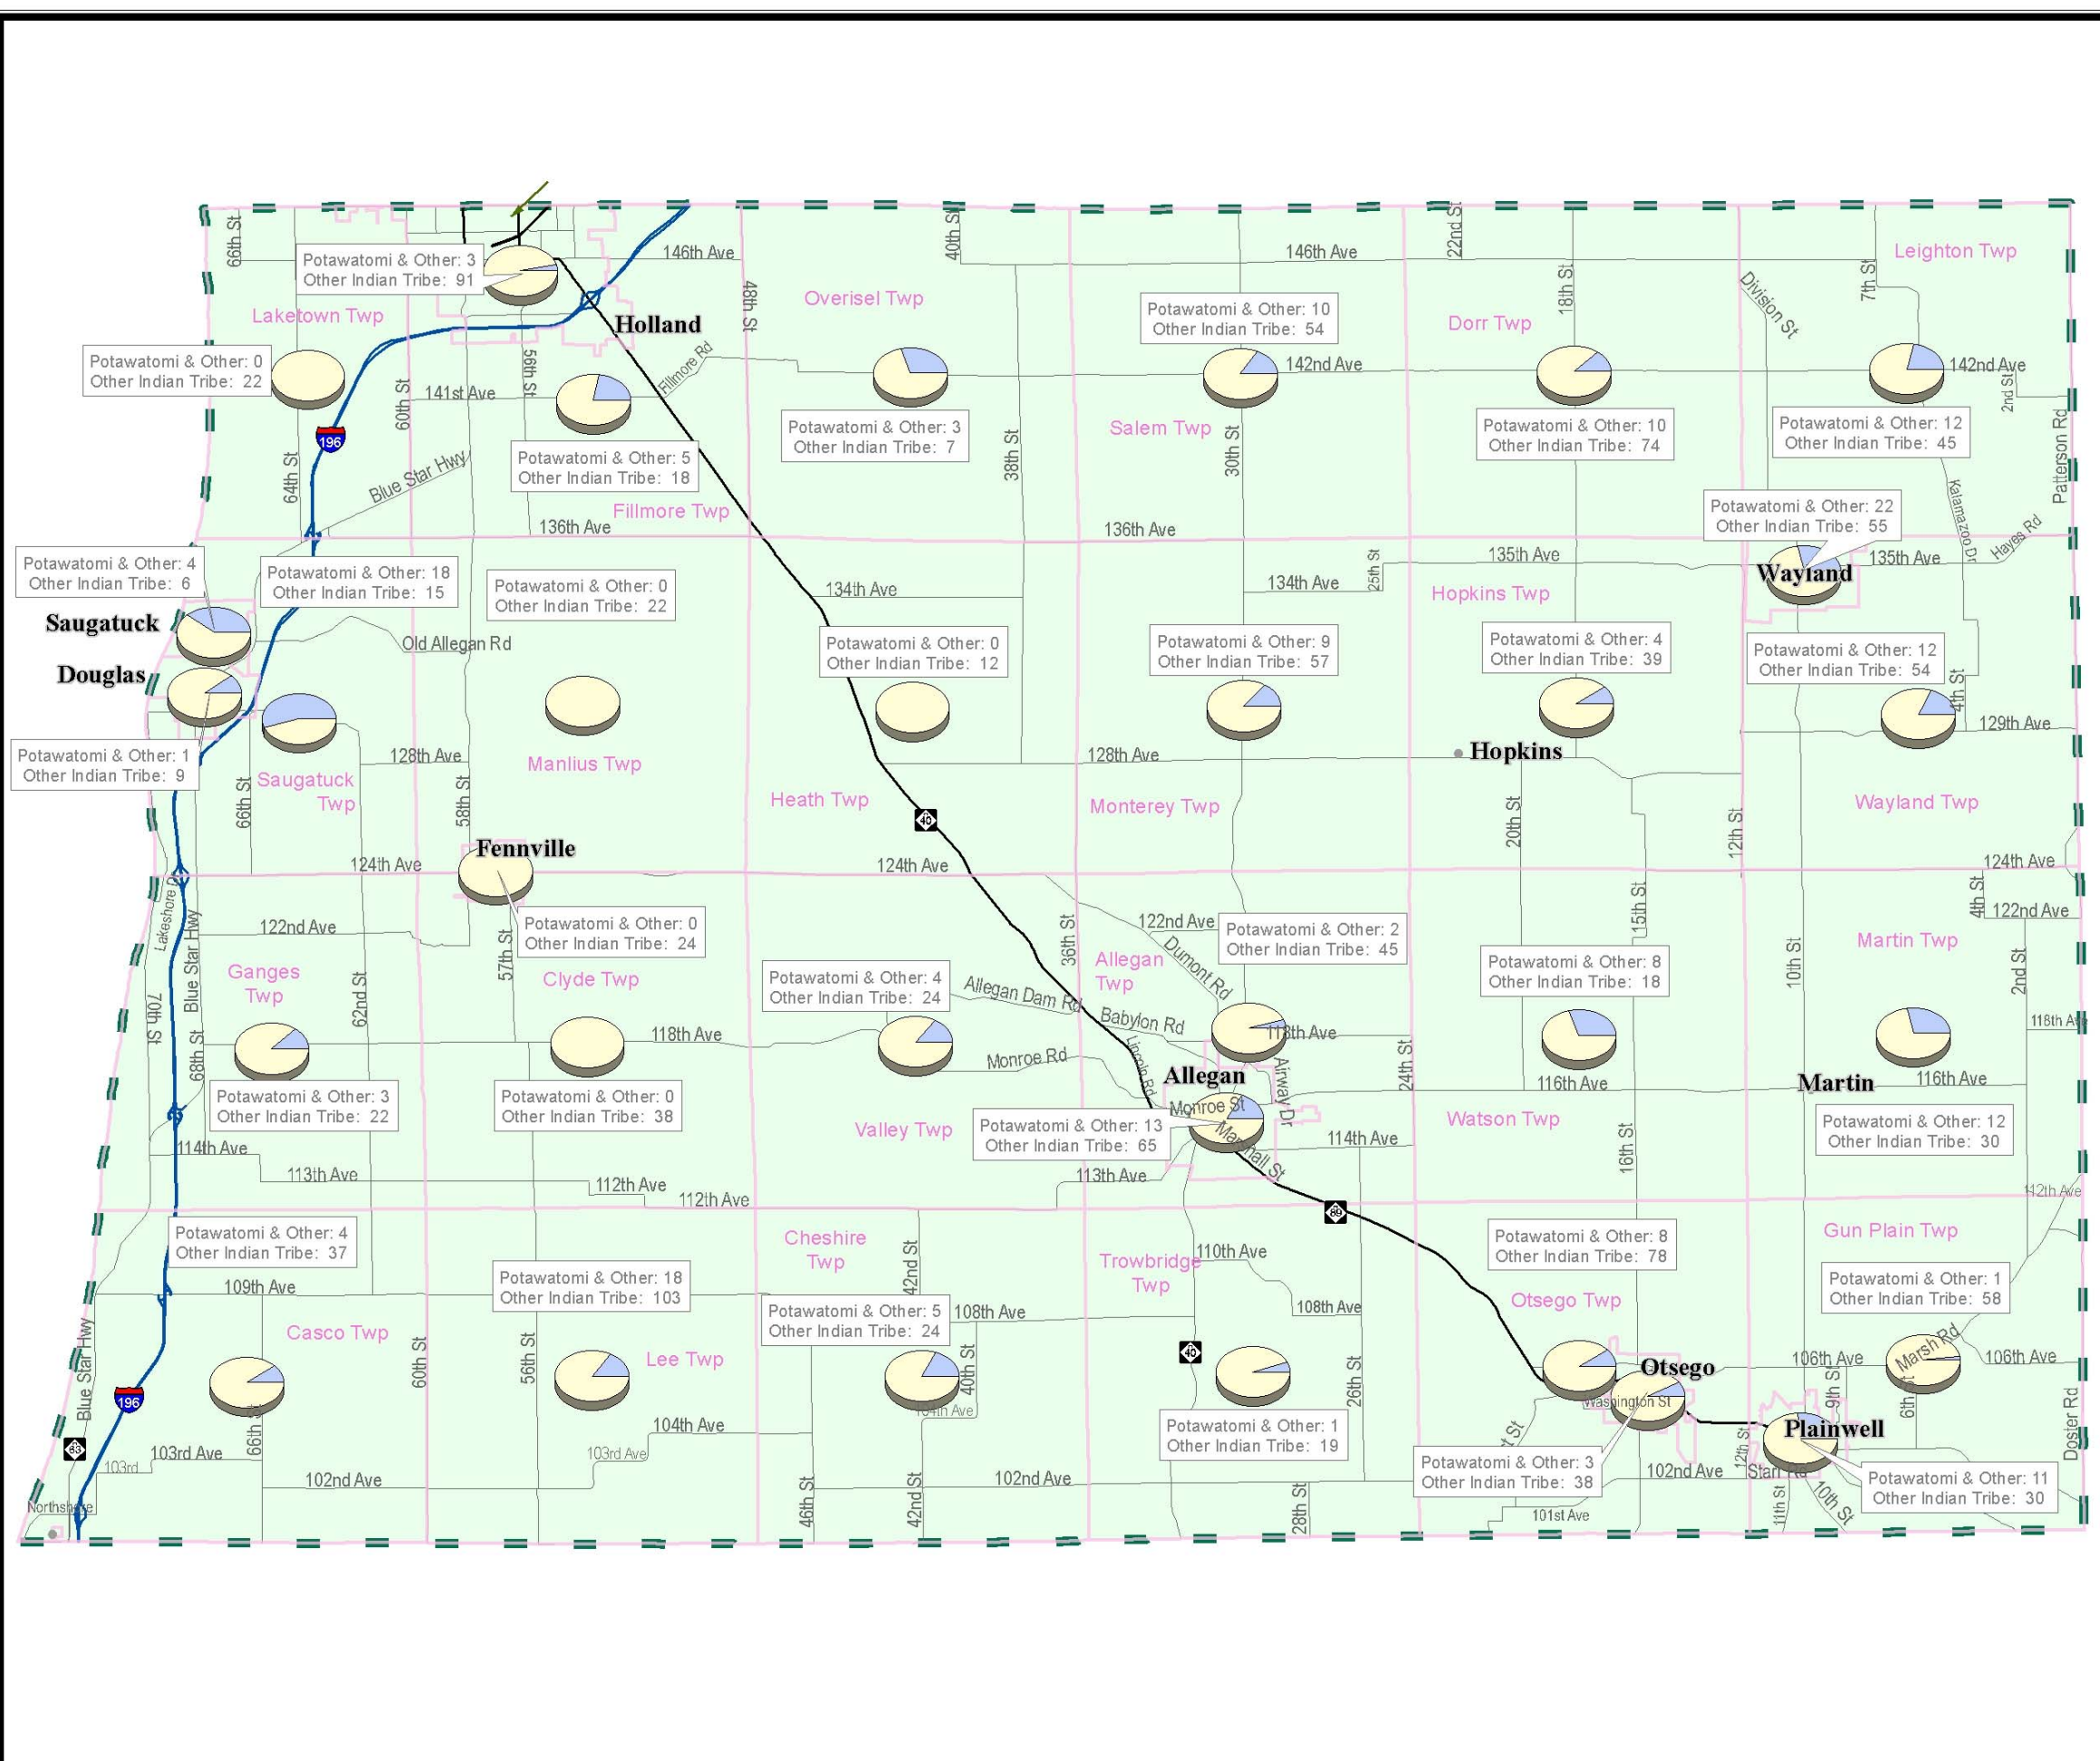 66th St
40th St
22nd St
146th Ave
146th Ave
Leighton Twp
Potawatomi & Other: 3
Other Indian Tribe: 91
Laketown Twp
Holland
48th St
Overisel Twp
Potawatomi & Other: 10
Other Indian Tribe: 54
Dorr Twp
18th St
Division St
7th St
Potawatomi & Other: 0
Other Indian Tribe: 22
60th St
56th St
141st Ave
Fillmore Rd
142nd Ave
142nd Ave
2nd St
196
64th St
Blue Star Hwy
Potawatomi & Other: 5
Other Indian Tribe: 18
Fillmore Twp
Potawatomi & Other: 3
Other Indian Tribe: 7
38th St
Salem Twp
30th St
Potawatomi & Other: 10
Other Indian Tribe: 74
Potawatomi & Other: 12
Other Indian Tribe: 45
Patterson Rd
Kalamazoo Dr
Hayes Rd
136th Ave
136th Ave
Potawatomi & Other: 22
Other Indian Tribe: 55
Wayland
135th Ave
135th Ave
25th St
Potawatomi & Other: 4
Other Indian Tribe: 6
Saugatuck
Douglas
Potawatomi & Other: 18
Other Indian Tribe: 15
Potawatomi & Other: 0
Other Indian Tribe: 22
134th Ave
134th Ave
Hopkins Twp
Old Allegan Rd
Potawatomi & Other: 0
Other Indian Tribe: 12
Potawatomi & Other: 9
Other Indian Tribe: 57
Potawatomi & Other: 4
Other Indian Tribe: 39
Potawatomi & Other: 12
Other Indian Tribe: 54
4th St
129th Ave
Potawatomi & Other: 1
Other Indian Tribe: 9
Saugatuck
Twp
66th St
128th Ave
58th St
Manlius Twp
Heath Twp
40
128th Ave
Monterey Twp
Hopkins
20th St
12th St
Wayland Twp
124th Ave
Fennville
124th Ave
124th Ave
Lakeshore Dr
Blue Star Hwy
122nd Ave
57th St
Potawatomi & Other: 0
Other Indian Tribe: 24
36th St
122nd Ave
Dumont Rd
Potawatomi & Other: 2
Other Indian Tribe: 45
15th St
10th St
4th St
122nd Ave
Martin Twp
2nd St
Ganges
Twp
70th St
68th St
62nd St
Clyde Twp
Potawatomi & Other: 4
Other Indian Tribe: 24
Allegan
Twp
Allegan Dam Rd
Babylon Rd
Lincoln Rd
Monroe Rd
Potawatomi & Other: 8
Other Indian Tribe: 18
118th Ave
118th Ave
118th Ave
Potawatomi & Other: 3
Other Indian Tribe: 22
Potawatomi & Other: 0
Other Indian Tribe: 38
Valley Twp
Allegan
Monroe St
Marshall St
Airway Dr
Potawatomi & Other: 13
Other Indian Tribe: 65
24th St
116th Ave
Watson Twp
16th St
Martin
116th Ave
Potawatomi & Other: 12
Other Indian Tribe: 30
114th Ave
114th Ave
113th Ave
113th Ave
112th Ave
112th Ave
112th Ave
89
Potawatomi & Other: 4
Other Indian Tribe: 37
109th Ave
Casco Twp
60th St
Potawatomi & Other: 18
Other Indian Tribe: 103
56th St
Lee Twp
Cheshire
Twp
42nd St
Potawatomi & Other: 5
Other Indian Tribe: 24
108th Ave
40th St
104th Ave
Trowbridge
Twp
110th Ave
108th Ave
40
26th St
Potawatomi & Other: 8
Other Indian Tribe: 78
Otsego Twp
Otsego
Washington St
Gun Plain Twp
Potawatomi & Other: 1
Other Indian Tribe: 58
Marsh Rd
106th Ave
106th Ave
9th St
6th St
Doster Rd
Plainwell
Blue Star Hwy
196
63
66th St
103rd Ave
103rd
Northshore
102nd Ave
103rd Ave
104th Ave
46th St
42nd St
102nd Ave
28th St
Potawatomi & Other: 1
Other Indian Tribe: 19
Potawatomi & Other: 3
Other Indian Tribe: 38
102nd Ave
101st Ave
12th St
11th St
10th St
Potawatomi & Other: 11
Other Indian Tribe: 30